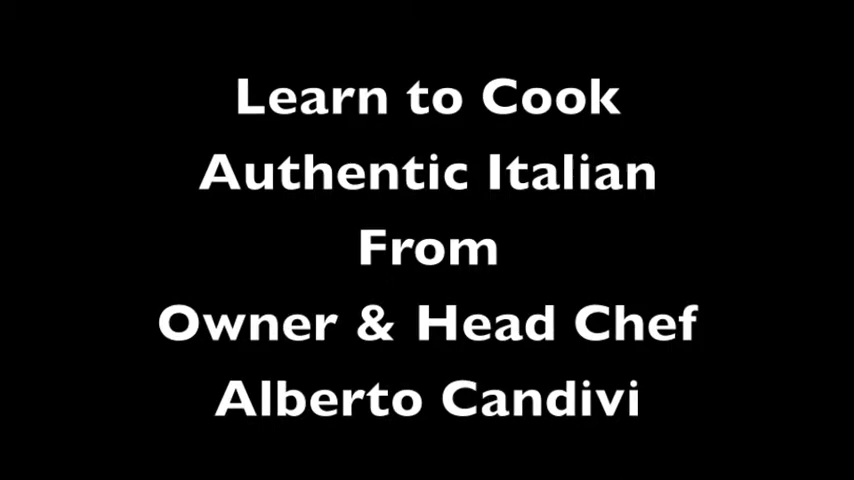 Learn to Cook
Authentic Italian
From
Owner & Head Chef
Alberto Candivi